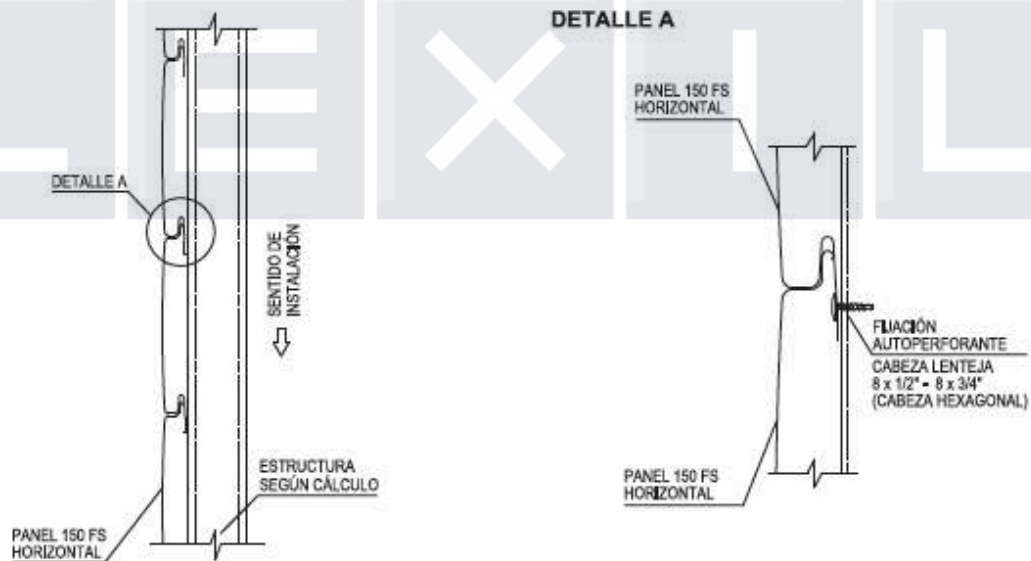 DETALLE A
PANEL 150 FS
HORIZONTAL
DETALLE A
SENTIDO DE
INSTALACIÓN
FIJACIÓN
AUTOPERFORANTE
CABEZA LENTEJA
8 x 1/2" - 8 x 3/4"
(CABEZA HEXAGONAL)
ESTRUCTURA
SEGÚN CÁLCULO
PANEL 150 FS
HORIZONTAL
PANEL 150 FS
HORIZONTAL
LEXIL